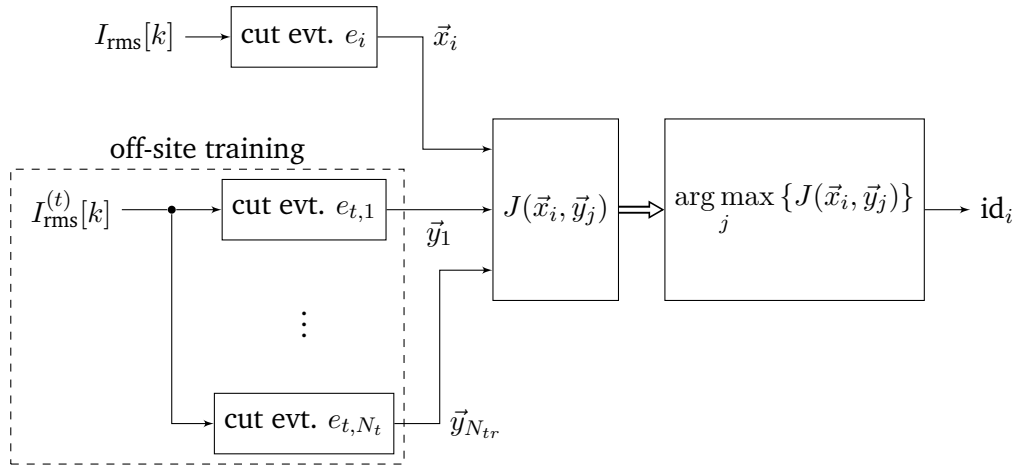 I_rms[k] cut evt. e_i x⃗_i
off-site training
I_rms^(t)[k] cut evt. e_t,1 y⃗_1 J(x⃗_i, y⃗_j) arg max_j {J(x⃗_i, y⃗_j)} id_i
⋮
cut evt. e_t,N_t y⃗_N_tr